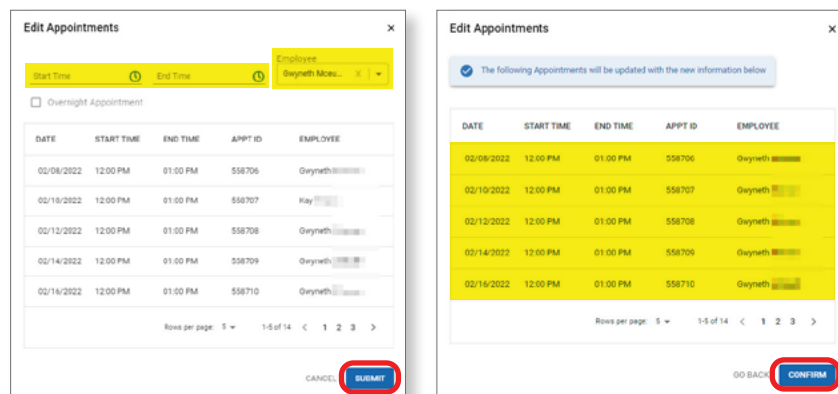 Edit Appointments ×
Start Time End Time Employee
Gwyneth Mceu... X
Overnight Appointment
DATE START TIME END TIME APPT ID EMPLOYEE
02/08/2022 12:00 PM 01:00 PM 558706 Gwyneth
02/10/2022 12:00 PM 01:00 PM 558707 Kay
02/12/2022 12:00 PM 01:00 PM 558708 Gwyneth
02/14/2022 12:00 PM 01:00 PM 558709 Gwyneth
02/16/2022 12:00 PM 01:00 PM 558710 Gwyneth
Rows per page: 5 1-5 of 14 < 1 2 3 >
CANCEL SUBMIT
Edit Appointments ×
The following Appointments will be updated with the new information below
DATE START TIME END TIME APPT ID EMPLOYEE
02/08/2022 12:00 PM 01:00 PM 558706 Gwyneth
02/10/2022 12:00 PM 01:00 PM 558707 Gwyneth
02/12/2022 12:00 PM 01:00 PM 558708 Gwyneth
02/14/2022 12:00 PM 01:00 PM 558709 Gwyneth
02/16/2022 12:00 PM 01:00 PM 558710 Gwyneth
Rows per page: 5 1-5 of 14 < 1 2 3 >
GO BACK CONFIRM